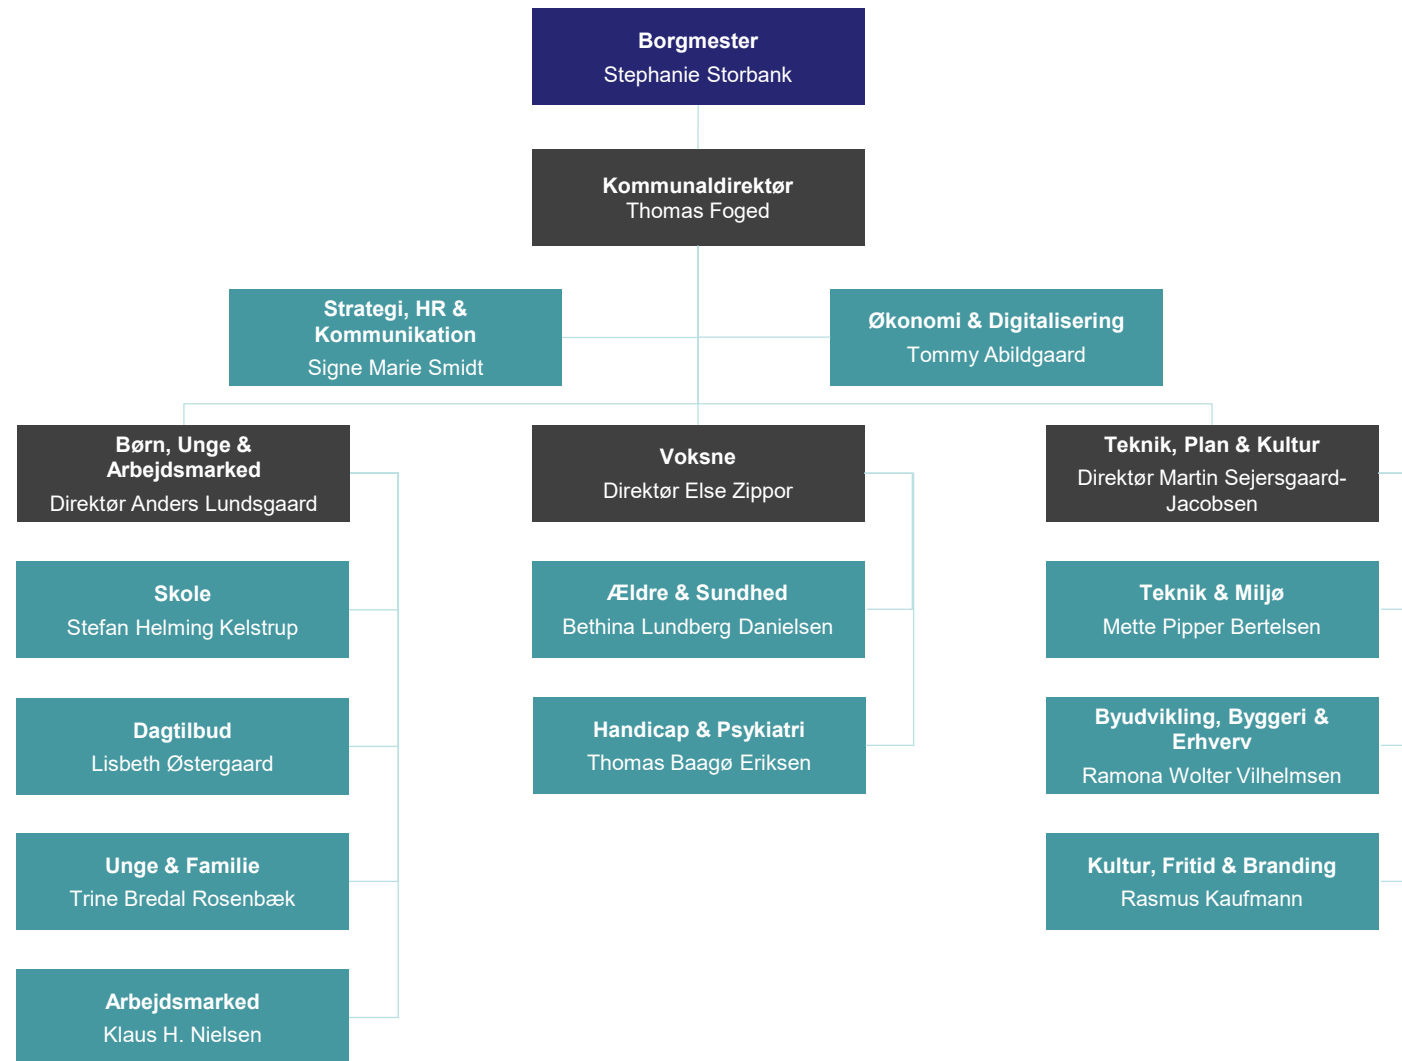 Borgmester
Stephanie Storbank
Kommunaldirektør
Thomas Foged
Strategi, HR &
Kommunikation
Signe Marie Smidt
Økonomi & Digitalisering
Tommy Abildgaard
Børn, Unge &
Arbejdsmarked
Direktør Anders Lundsgaard
Voksne
Direktør Else Zippor
Teknik, Plan & Kultur
Direktør Martin Sejersgaard-
Jacobsen
Skole
Stefan Helming Kelstrup
Ældre & Sundhed
Bethina Lundberg Danielsen
Teknik & Miljø
Mette Pipper Bertelsen
Dagtilbud
Lisbeth Østergaard
Handicap & Psykiatri
Thomas Baagø Eriksen
Byudvikling, Byggeri &
Erhverv
Ramona Wolter Vilhelmsen
Unge & Familie
Trine Bredal Rosenbæk
Kultur, Fritid & Branding
Rasmus Kaufmann
Arbejdsmarked
Klaus H. Nielsen